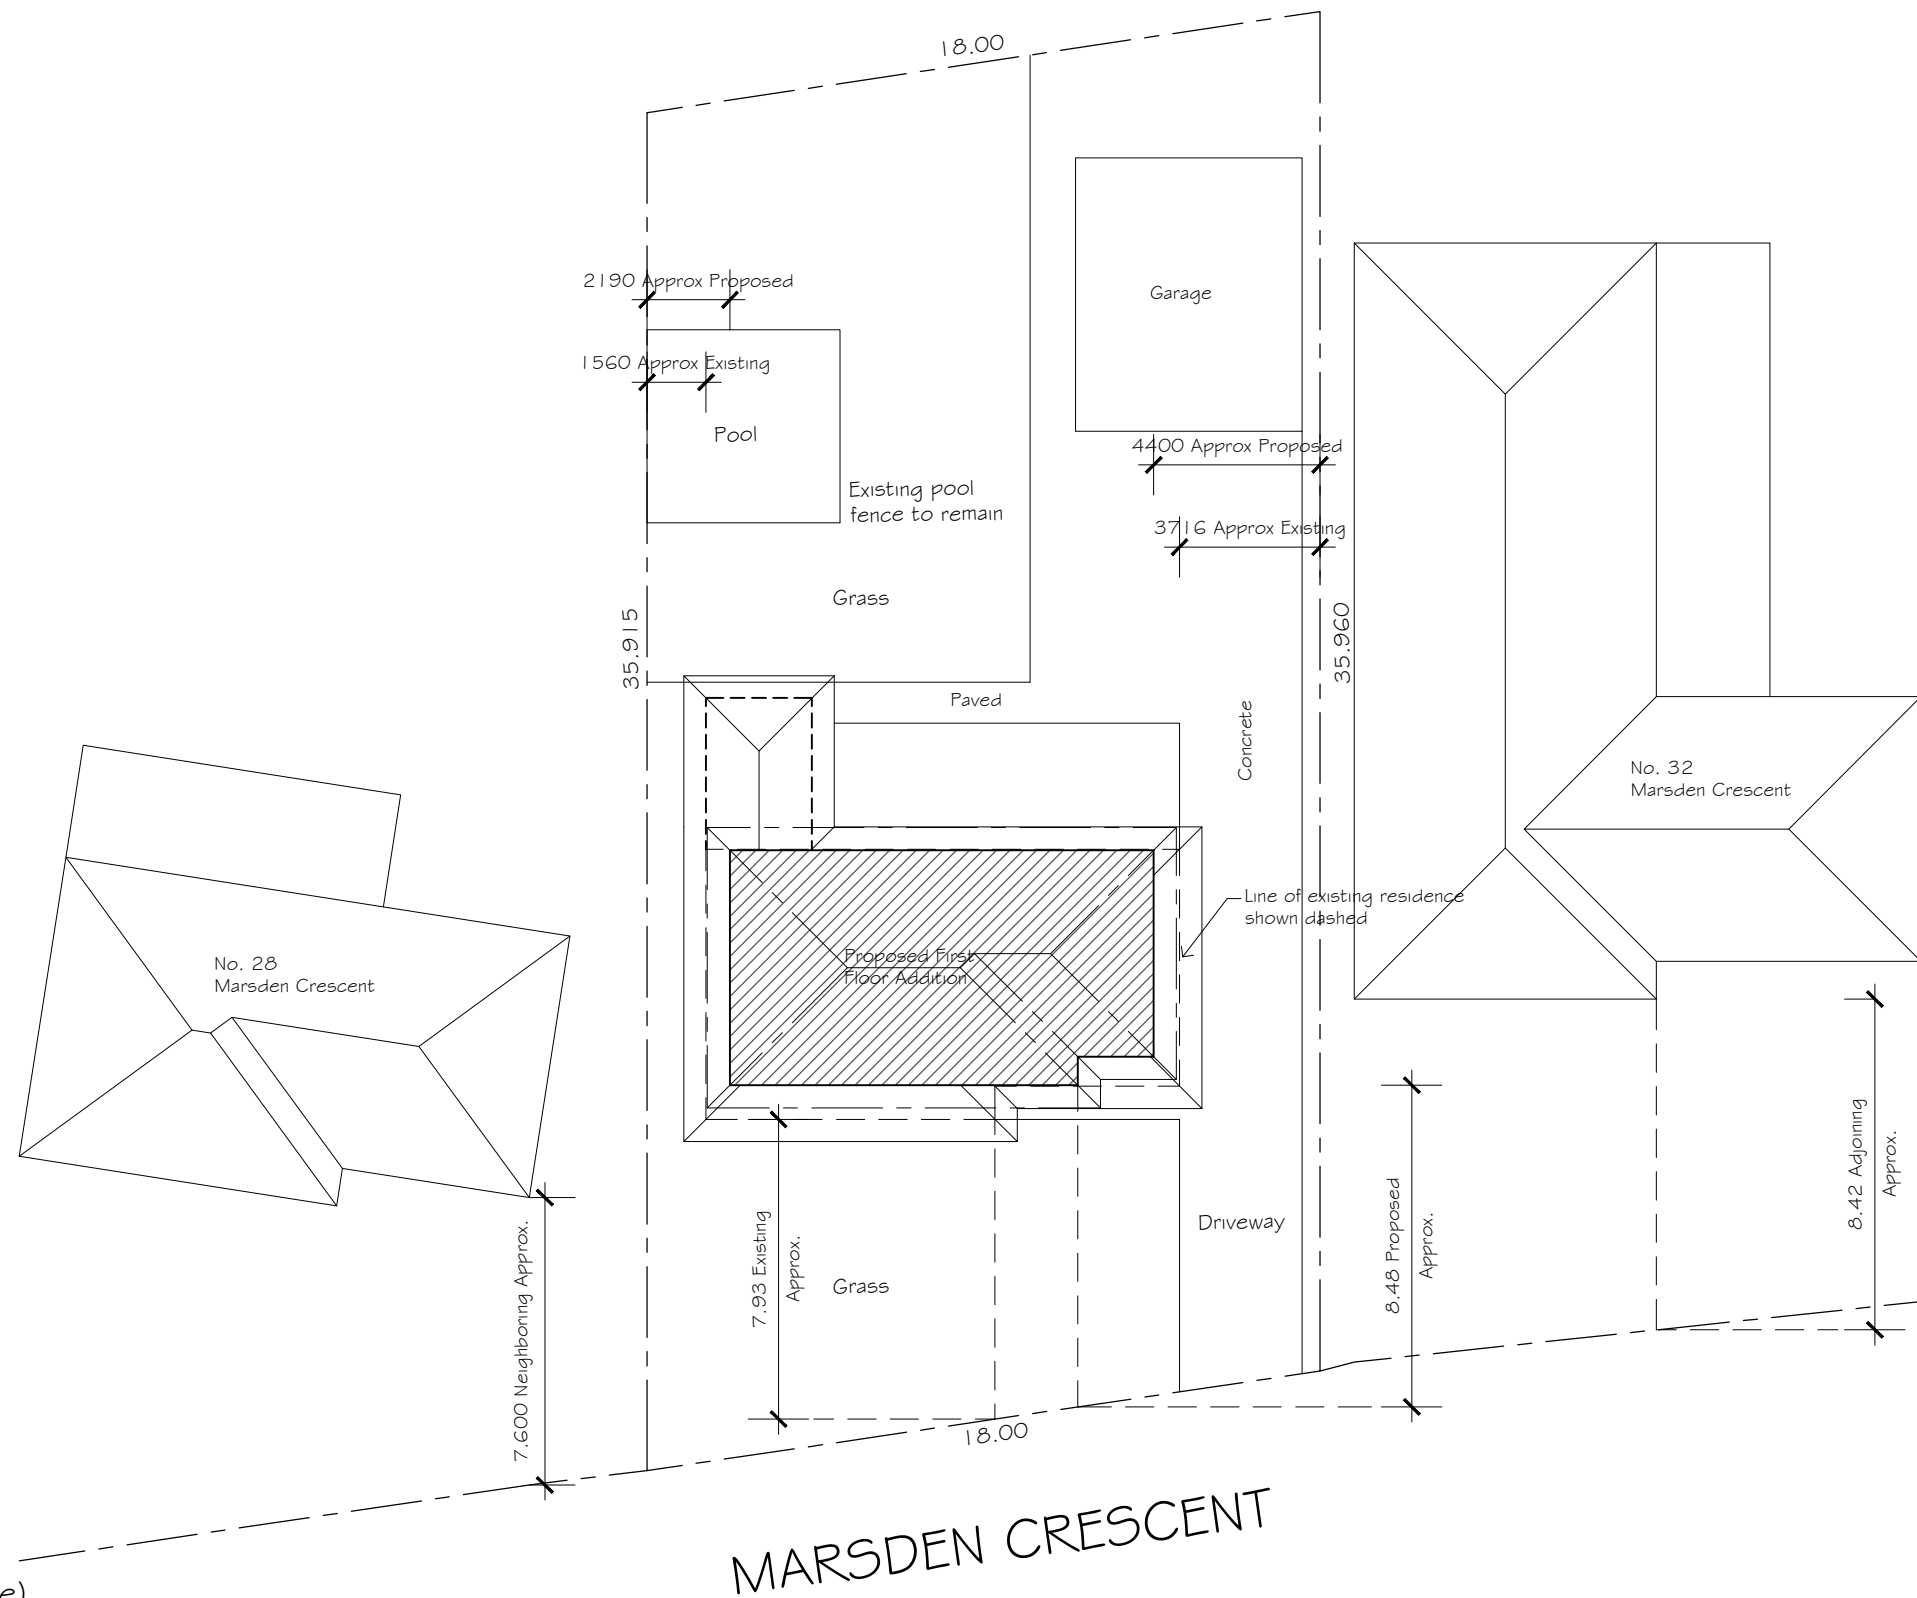 18.00
2190 Approx Proposed
Garage
1560 Approx Existing
Pool
4400 Approx Proposed
Existing pool
fence to remain
3716 Approx Existing
Grass
35.915
35.960
Paved
Concrete
No. 32
Marsden Crescent
Line of existing residence
shown dashed
No. 28
Marsden Crescent
Proposed First
Floor Addition
8.42 Adjoining
Approx.
Driveway
8.48 Proposed
Approx.
7.93 Existing
Approx.
Grass
7.600 Neighboring Approx.
18.00
MARSDEN CRESCENT
e)